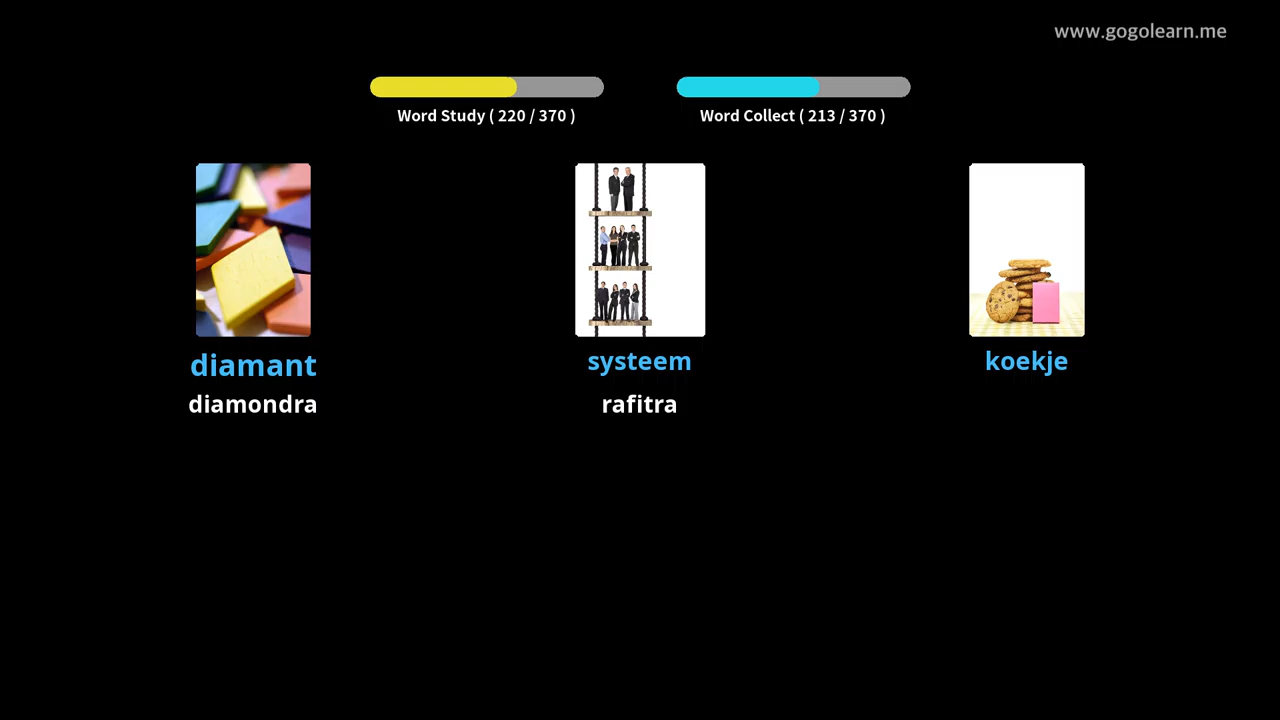 www.gogolearn.me
Word Study ( 220 / 370 )
Word Collect ( 213 / 370 )
diamant
systeem
koekje
diamondra
rafitra